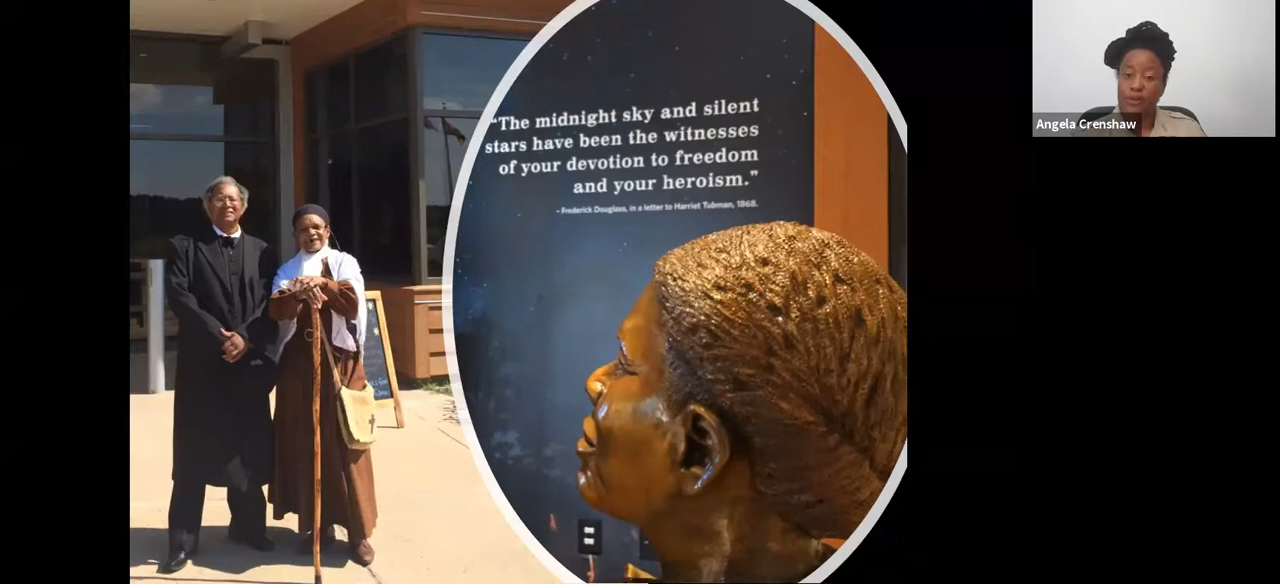 “The midnight sky and silent
stars have been the witnesses
of your devotion to freedom
and your heroism.”
- Frederick Douglass, in a letter to Harriet Tubman, 1868.
Angela Crenshaw